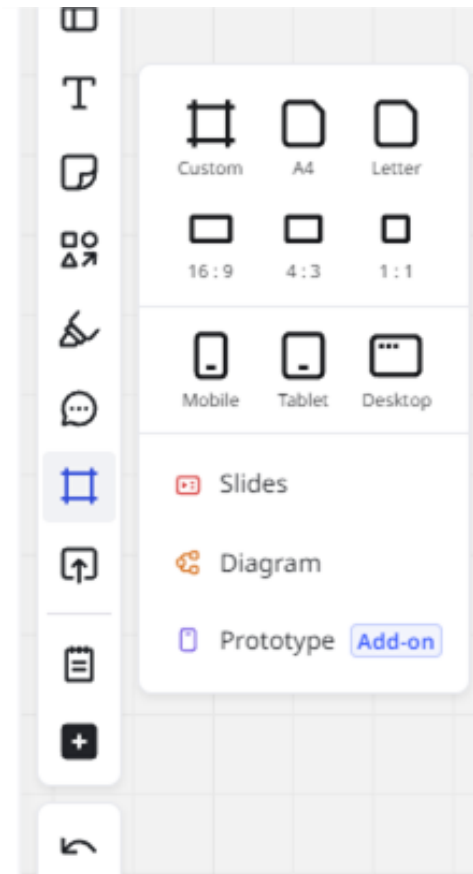 T
Custom A4 Letter
16 : 9 4 : 3 1 : 1
Mobile Tablet Desktop
Slides
Diagram
Prototype Add-on